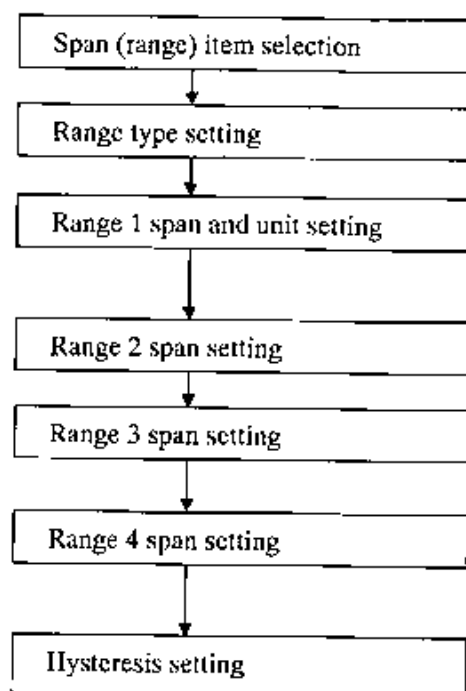 Span (range) item selection
Range type setting
Range 1 span and unit setting
Range 2 span setting
Range 3 span setting
Range 4 span setting
Hysteresis setting